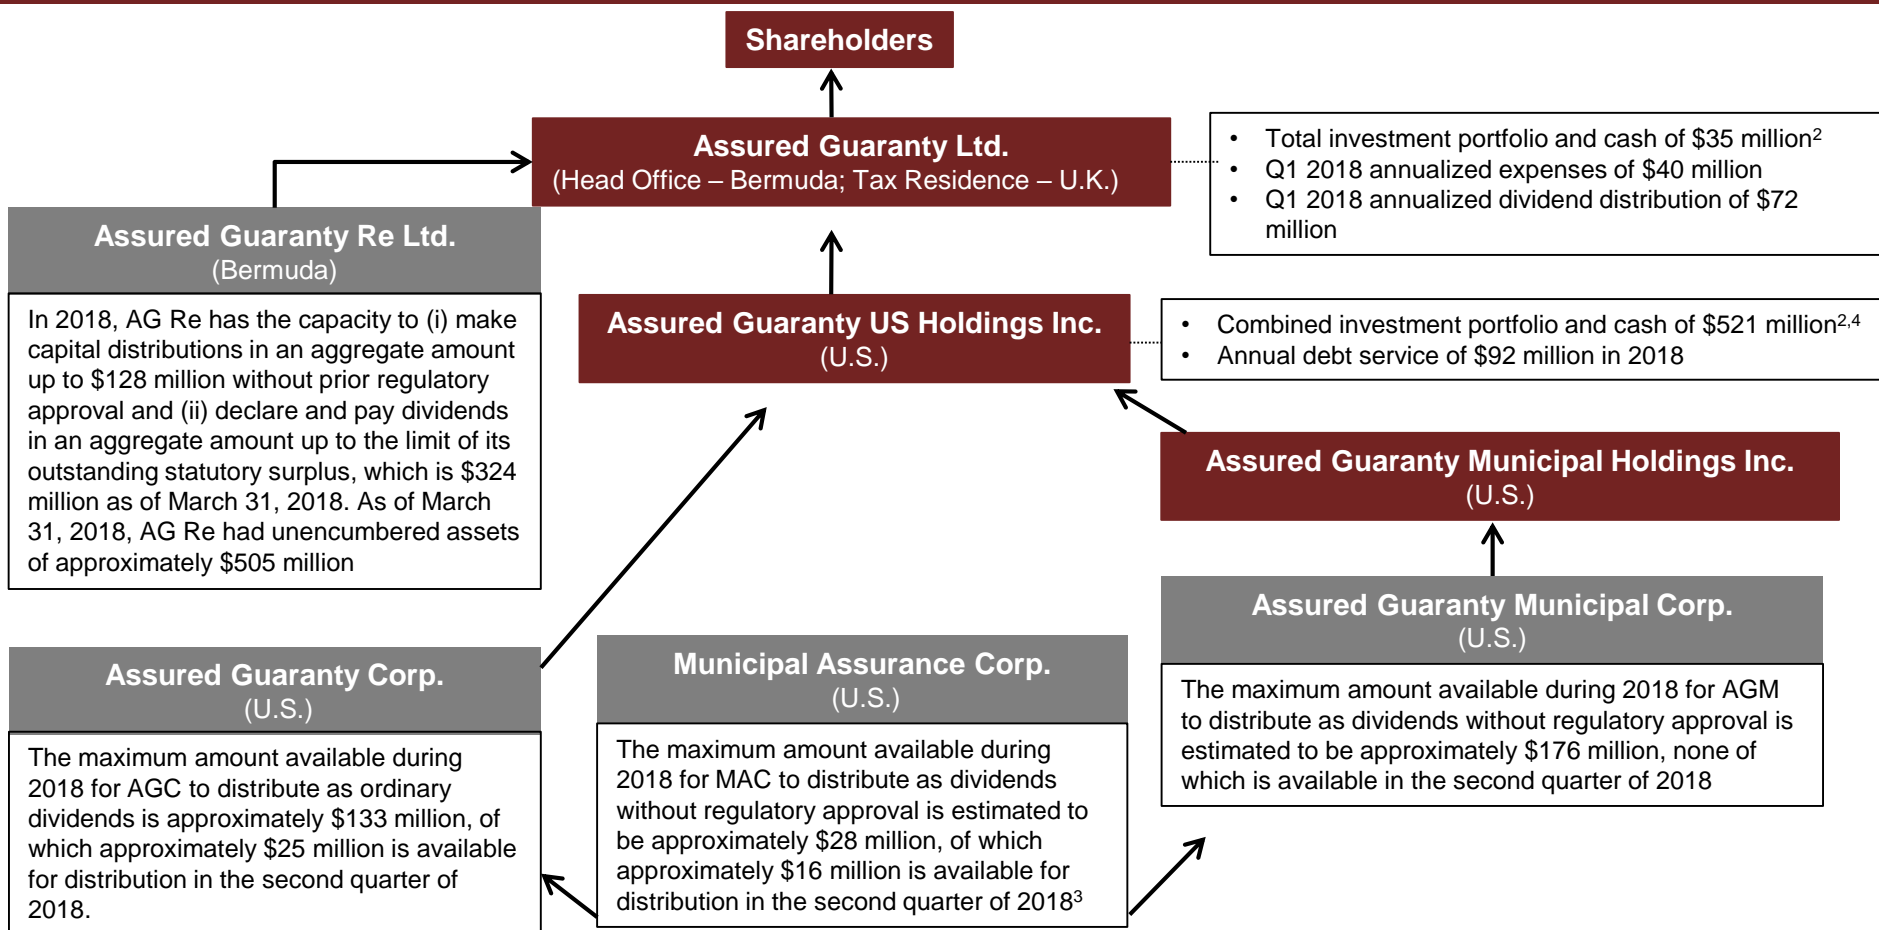 Shareholders
Assured Guaranty Ltd.
(Head Office – Bermuda; Tax Residence – U.K.)
• Total investment portfolio and cash of $35 million2
• Q1 2018 annualized expenses of $40 million
• Q1 2018 annualized dividend distribution of $72
million
Assured Guaranty Re Ltd.
(Bermuda)
In 2018, AG Re has the capacity to (i) make
capital distributions in an aggregate amount
up to $128 million without prior regulatory
approval and (ii) declare and pay dividends
in an aggregate amount up to the limit of its
outstanding statutory surplus, which is $324
million as of March 31, 2018. As of March
31, 2018, AG Re had unencumbered assets
of approximately $505 million
Assured Guaranty US Holdings Inc.
(U.S.)
• Combined investment portfolio and cash of $521 million2,4
• Annual debt service of $92 million in 2018
Assured Guaranty Municipal Holdings Inc.
(U.S.)
Assured Guaranty Municipal Corp.
(U.S.)
The maximum amount available during 2018 for AGM
to distribute as dividends without regulatory approval is
estimated to be approximately $176 million, none of
which is available in the second quarter of 2018
Assured Guaranty Corp.
(U.S.)
The maximum amount available during
2018 for AGC to distribute as ordinary
dividends is approximately $133 million, of
which approximately $25 million is available
for distribution in the second quarter of
2018.
Municipal Assurance Corp.
(U.S.)
The maximum amount available during
2018 for MAC to distribute as dividends
without regulatory approval is estimated to
be approximately $28 million, of which
approximately $16 million is available for
distribution in the second quarter of 20183